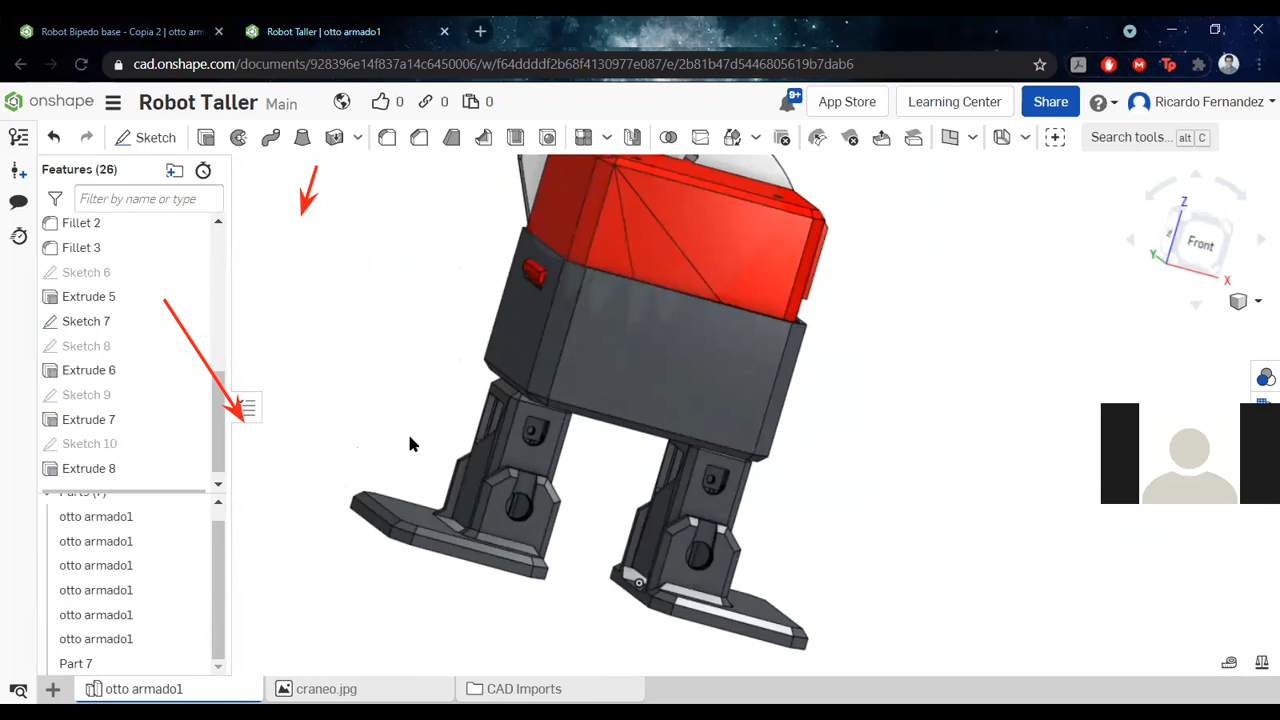 Robot Bipedo base - Copia 2 | otto arm
Robot Taller | otto armado1
cad.onshape.com/documents/928396e14f837a14c6450006/w/f64ddddf2b68f4130977e087/e/2b81b47d5446805619b7dab6
onshape
Robot Taller Main
0
0
0
9+
App Store
Learning Center
Share
Ricardo Fernandez
Sketch
Search tools...
alt
C
Features (26)
Filter by name or type
Fillet 2
Fillet 3
Sketch 6
Extrude 5
Sketch 7
Sketch 8
Extrude 6
Sketch 9
Extrude 7
Sketch 10
Extrude 8
Parts (7)
otto armado1
otto armado1
otto armado1
otto armado1
otto armado1
otto armado1
Part 7
Z
Front
Y
X
otto armado1
craneo.jpg
CAD Imports